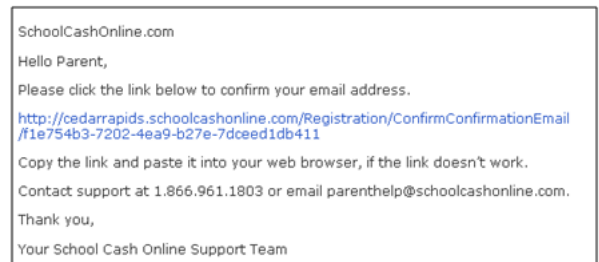 SchoolCashOnline.com
Hello Parent,
Please click the link below to confirm your email address.
http://cedarrapids.schoolcashonline.com/Registration/ConfirmConfirmationEmail
/f1e754b3-7202-4ea9-b27e-7dceed1db411
Copy the link and paste it into your web browser, if the link doesn't work.
Contact support at 1.866.961.1803 or email parenthelp@schoolcashonline.com.
Thank you,
Your School Cash Online Support Team